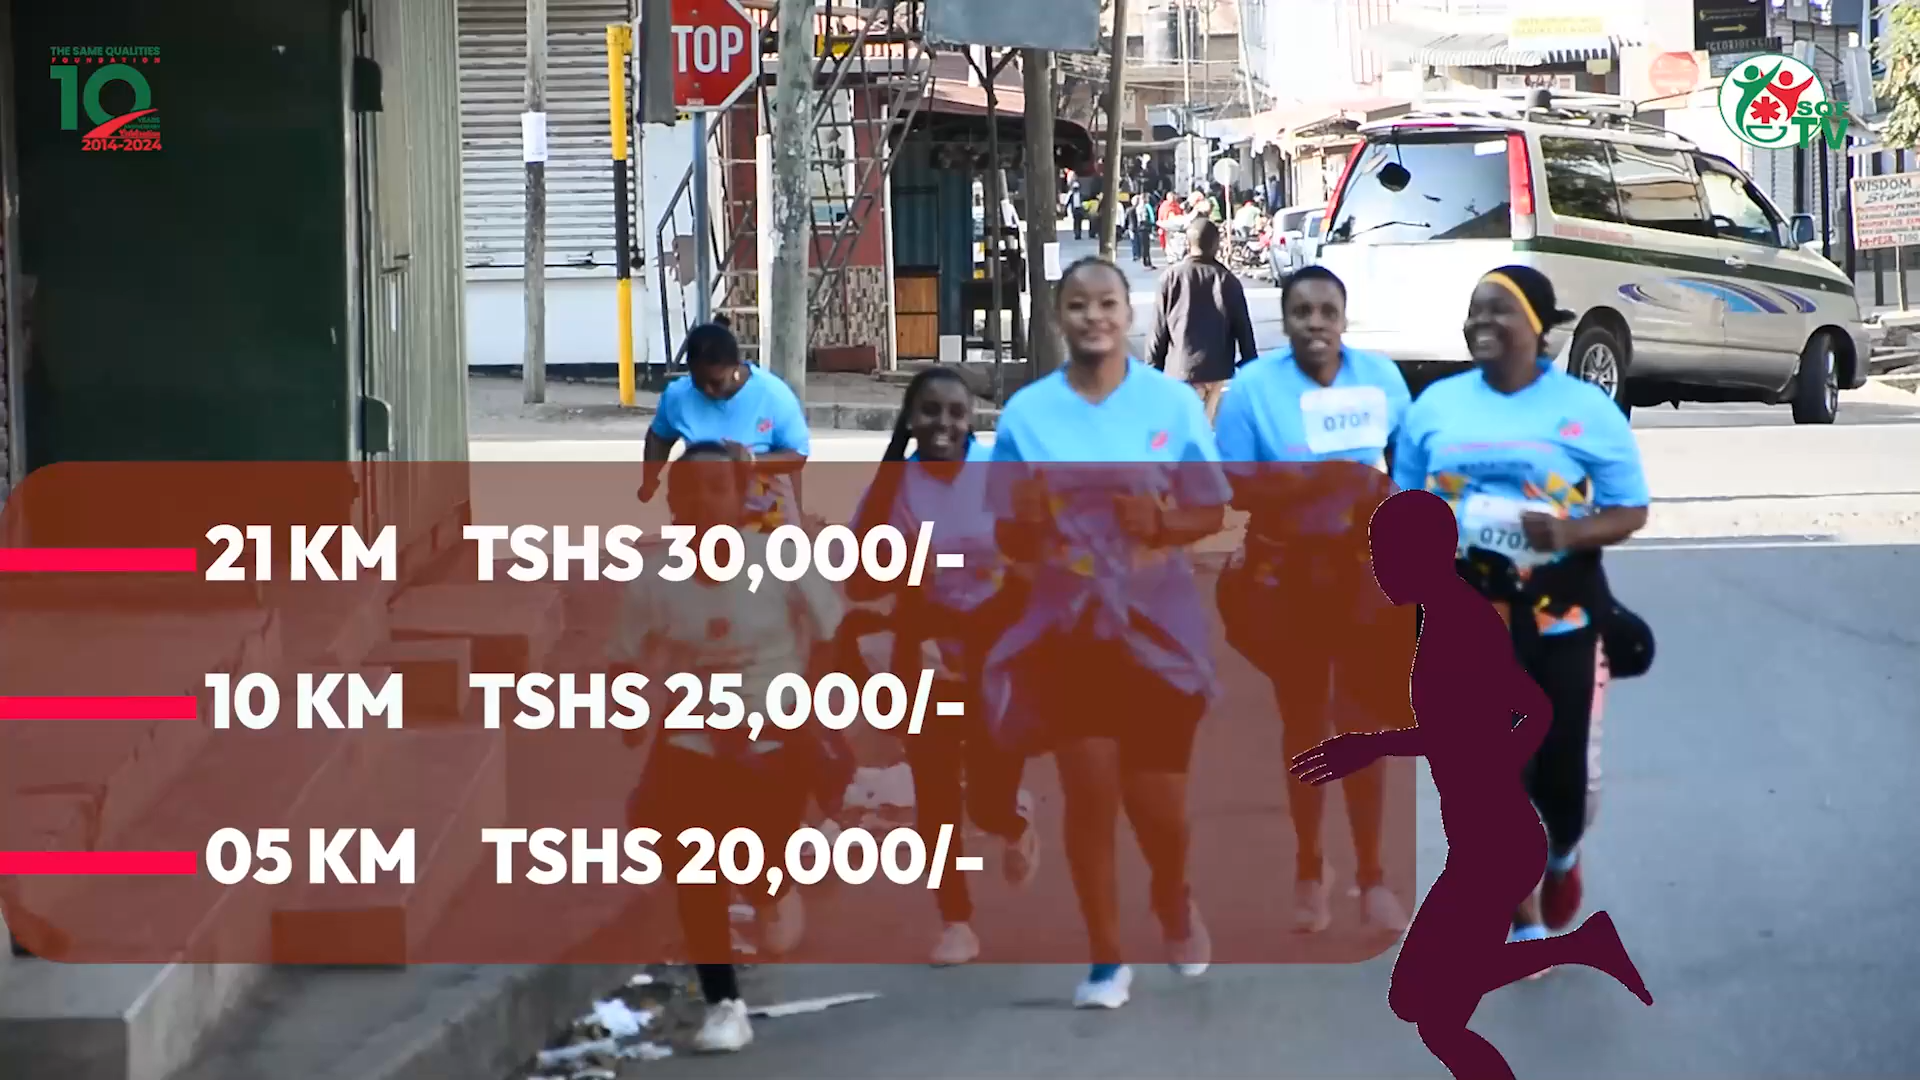 THE SAME QUALITIES
FOUNDATION
10
YEARS
2014-2024
TOP
SQF
TV
WISDOM
0707
21 KM TSHS 30,000/-
10 KM TSHS 25,000/-
05 KM TSHS 20,000/-